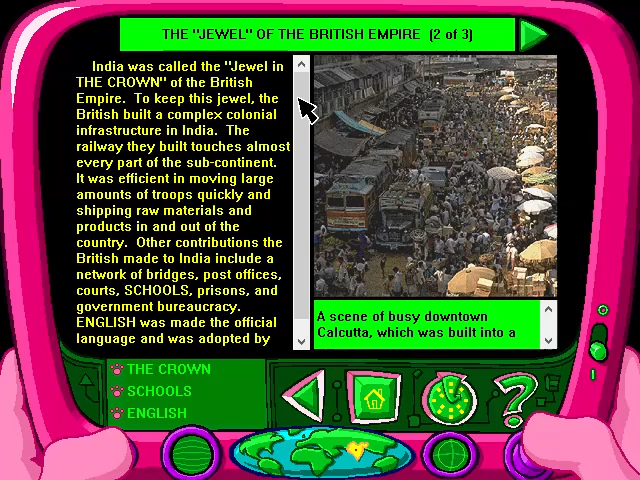 THE "JEWEL" OF THE BRITISH EMPIRE (2 of 3)
India was called the "Jewel in
THE CROWN" of the British
Empire. To keep this jewel, the
British built a complex colonial
infrastructure in India. The
railway they built touches almost
every part of the sub-continent.
It was efficient in moving large
amounts of troops quickly and
shipping raw materials and
products in and out of the
country. Other contributions the
British made to India include a
network of bridges, post offices,
courts, SCHOOLS, prisons, and
government bureaucracy.
ENGLISH was made the official
language and was adopted by
A scene of busy downtown
Calcutta, which was built into a
THE CROWN
SCHOOLS
ENGLISH